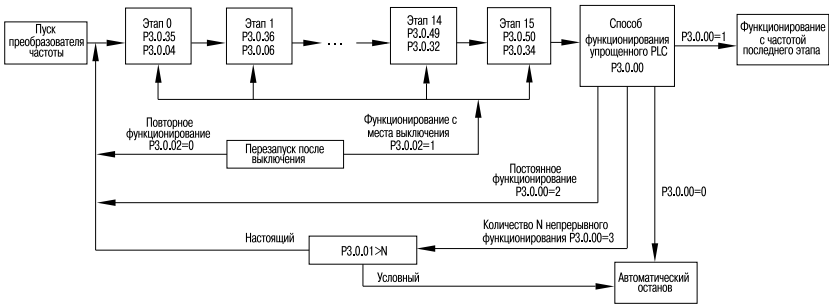 Пуск
преобразователя
частоты
Этап 0
P3.0.35
P3.0.04
Этап 1
P3.0.36
P3.0.06
...
Этап 14
P3.0.49
P3.0.32
Этап 15
P3.0.50
P3.0.34
Способ
функционирования
упрощенного PLC
P3.0.00
P3.0.00=1
Функционирование
с частотой
последнего этапа
Повторное
функционирование
P3.0.02=0
Перезапуск после
выключения
Функционирование с
места выключения
P3.0.02=1
Постоянное
функционирование
P3.0.00=2
P3.0.00=0
Количество N непрерывного
функционирования P3.0.00=3
Настоящий
P3.0.01>N
Условный
Автоматический
останов